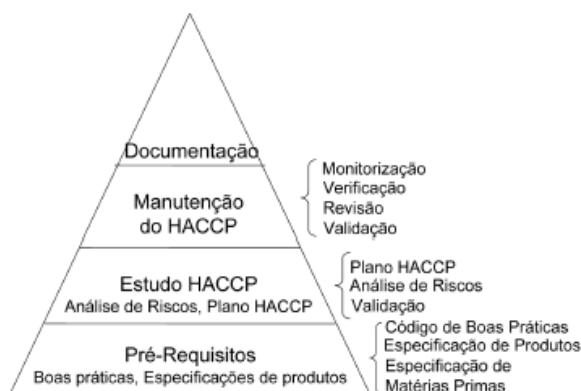 Documentação
Manutenção
do HACCP
Monitorização
Verificação
Revisão
Validação
Estudo HACCP
Análise de Riscos, Plano HACCP
Plano HACCP
Análise de Riscos
Validação
Pré-Requisitos
Boas práticas, Especificações de produtos
Código de Boas Práticas
Especificação de Produtos
Especificação de
Matérias Primas